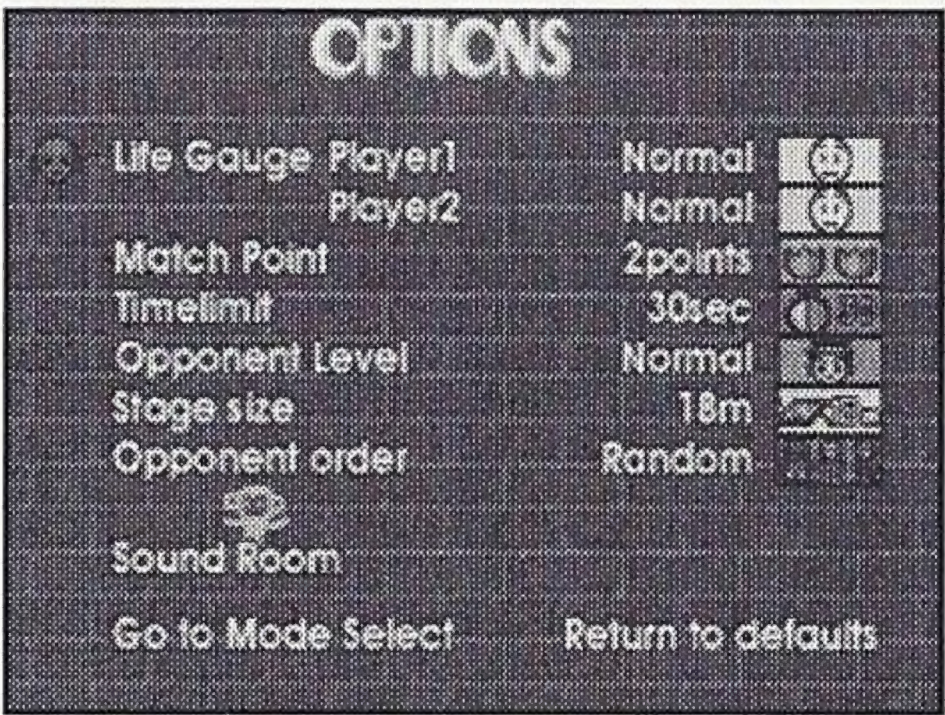 OPTIONS
Life Gauge Player1 Normal
Player2 Normal
Match Point 2points
Timelimit 30sec
Opponent Level Normal
Stage size 18m
Opponent order Random
Sound Room
Go to Mode Select Return to defaults